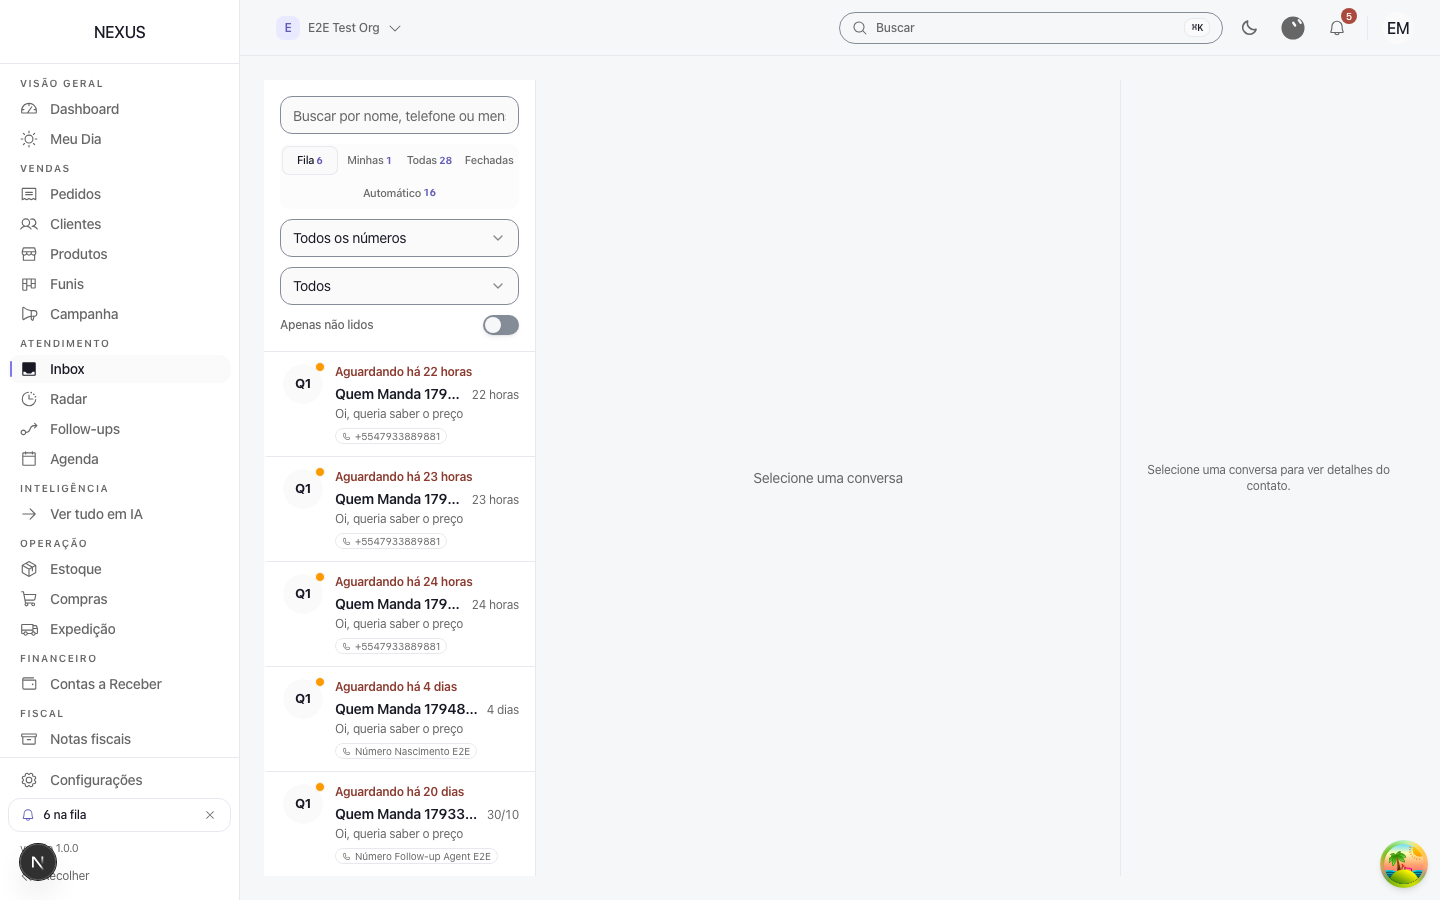 NEXUS
E
E2E Test Org
Buscar
⌘K
5
EM
VISÃO GERAL
Dashboard
Meu Dia
VENDAS
Pedidos
Clientes
Produtos
Funis
Campanha
ATENDIMENTO
Inbox
Radar
Follow-ups
Agenda
INTELIGÊNCIA
Ver tudo em IA
OPERAÇÃO
Estoque
Compras
Expedição
FINANCEIRO
Contas a Receber
FISCAL
Notas fiscais
Configurações
6 na fila
1.0.0
N
Buscar por nome, telefone ou men
Fila 6
Minhas 1
Todas 28
Fechadas
Automático 16
Todos os números
Todos
Apenas não lidos
Q1
Aguardando há 22 horas
Quem Manda 179... 22 horas
Oi, queria saber o preço
+5547933889881
Q1
Aguardando há 23 horas
Quem Manda 179... 23 horas
Oi, queria saber o preço
+5547933889881
Q1
Aguardando há 24 horas
Quem Manda 179... 24 horas
Oi, queria saber o preço
+5547933889881
Q1
Aguardando há 4 dias
Quem Manda 17948... 4 dias
Oi, queria saber o preço
Número Nascimento E2E
Q1
Aguardando há 20 dias
Quem Manda 17933... 30/10
Oi, queria saber o preço
Número Follow-up Agent E2E
Selecione uma conversa
Selecione uma conversa para ver detalhes do
contato.